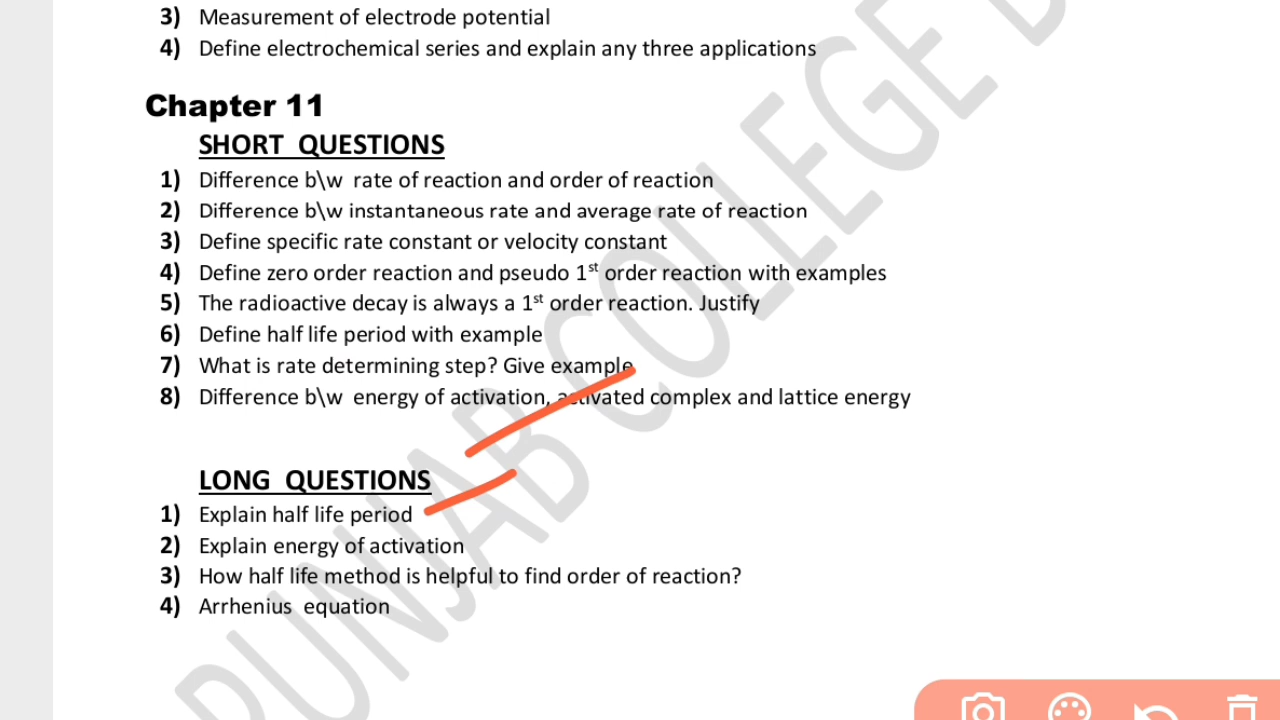 3) Measurement of electrode potential
4) Define electrochemical series and explain any three applications
Chapter 11
SHORT QUESTIONS
1) Difference b\w rate of reaction and order of reaction
2) Difference b\w instantaneous rate and average rate of reaction
3) Define specific rate constant or velocity constant
4) Define zero order reaction and pseudo 1st order reaction with examples
5) The radioactive decay is always a 1st order reaction. Justify
6) Define half life period with example
7) What is rate determining step? Give example
8) Difference b\w energy of activation, activated complex and lattice energy
LONG QUESTIONS
1) Explain half life period
2) Explain energy of activation
3) How half life method is helpful to find order of reaction?
4) Arrhenius equation
PUNJAB COLLEGE